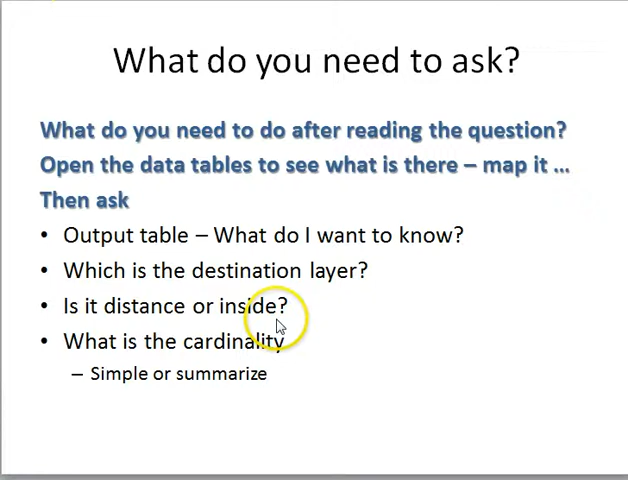 What do you need to ask?
What do you need to do after reading the question?
Open the data tables to see what is there – map it ...
Then ask
• Output table – What do I want to know?
• Which is the destination layer?
• Is it distance or inside?
• What is the cardinality
– Simple or summarize